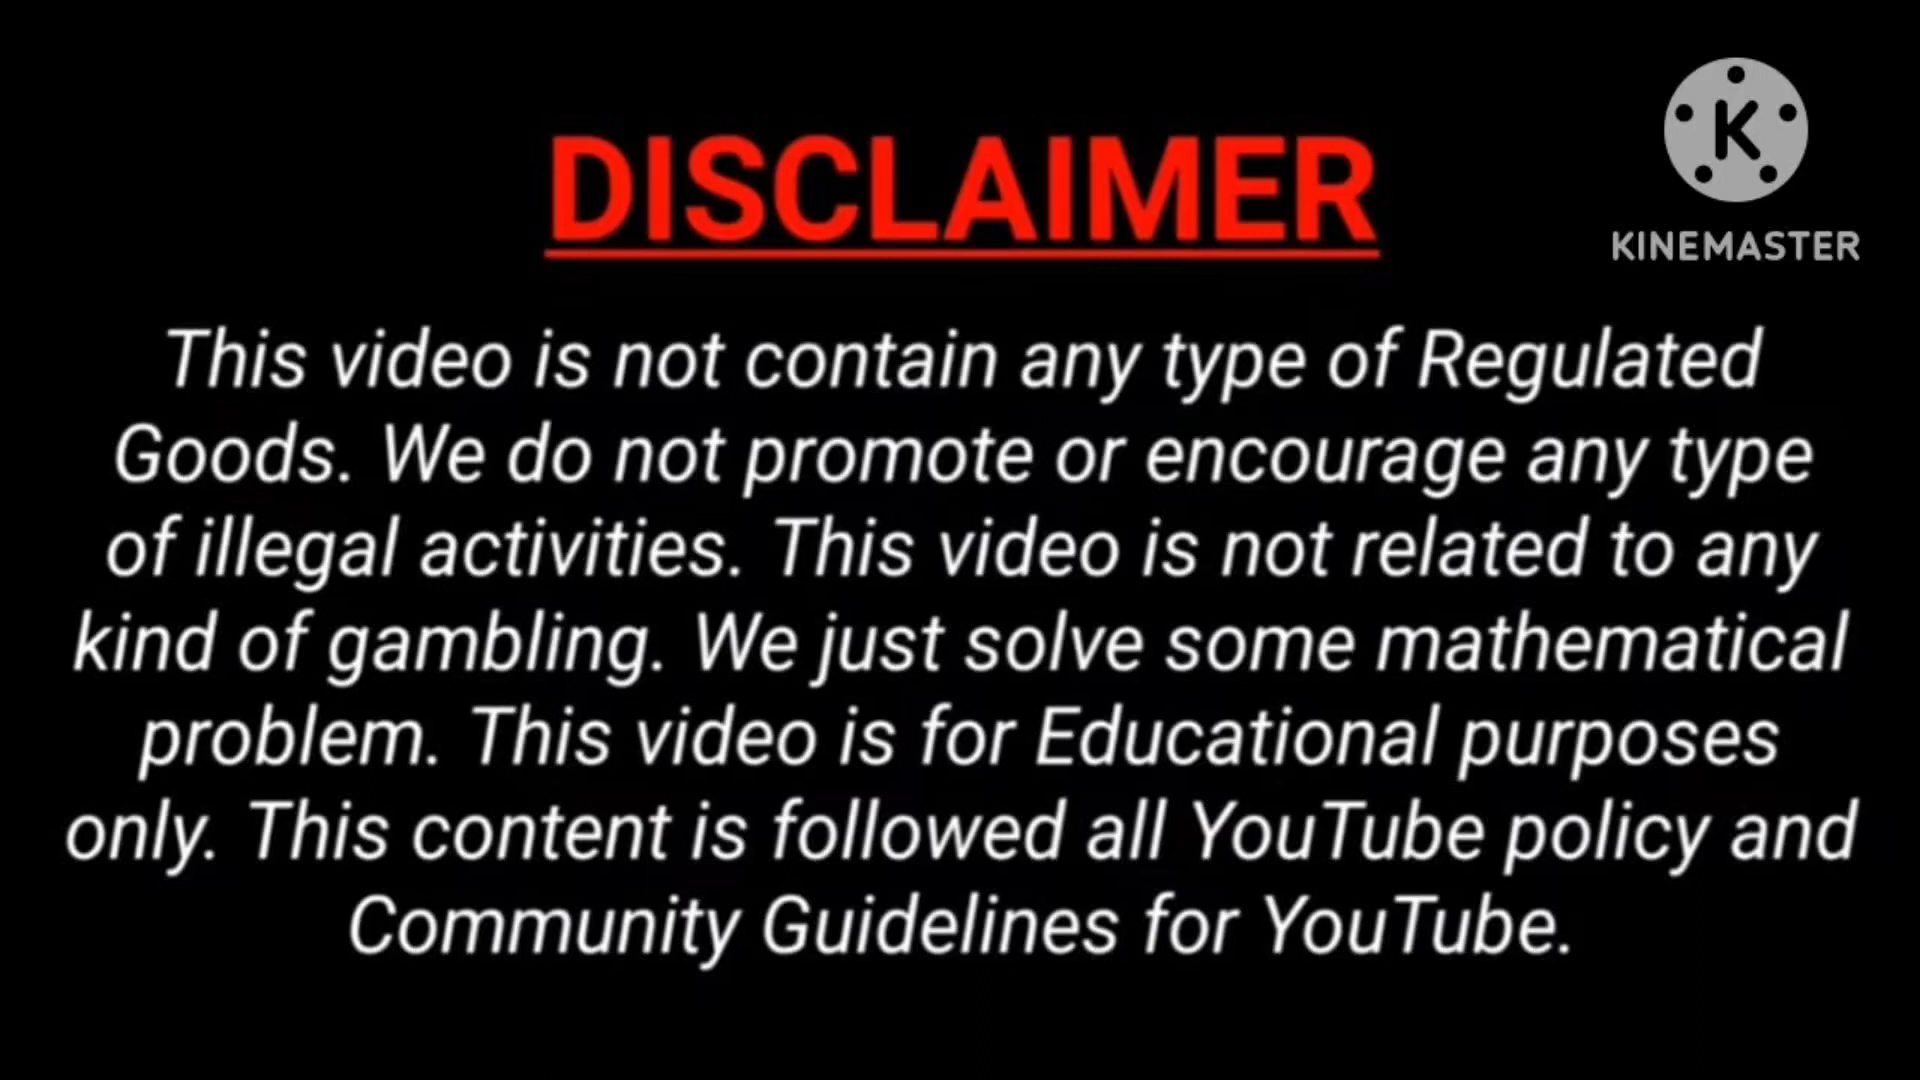 DISCLAIMER
K
KINEMASTER
This video is not contain any type of Regulated
Goods. We do not promote or encourage any type
of illegal activities. This video is not related to any
kind of gambling. We just solve some mathematical
problem. This video is for Educational purposes
only. This content is followed all YouTube policy and
Community Guidelines for YouTube.